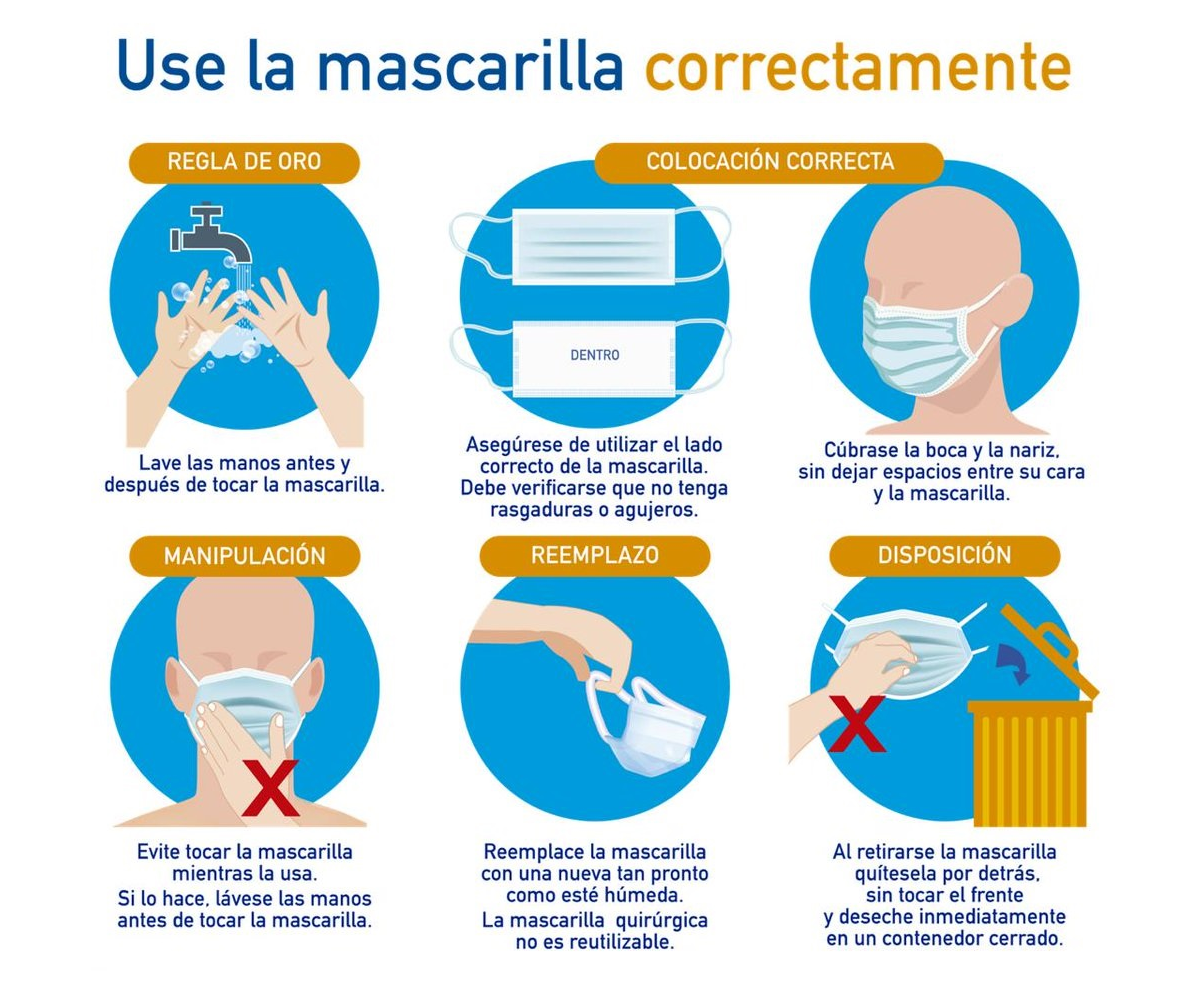 Use la mascarilla correctamente
REGLA DE ORO
Lave las manos antes y
después de tocar la mascarilla.
COLOCACIÓN CORRECTA
DENTRO
Asegúrese de utilizar el lado
correcto de la mascarilla.
Debe verificarse que no tenga
rasgaduras o agujeros.
Cúbrase la boca y la nariz,
sin dejar espacios entre su cara
y la mascarilla.
MANIPULACIÓN
X
Evite tocar la mascarilla
mientras la usa.
Si lo hace, lávese las manos
antes de tocar la mascarilla.
REEMPLAZO
Reemplace la mascarilla
con una nueva tan pronto
como esté húmeda.
La mascarilla quirúrgica
no es reutilizable.
DISPOSICIÓN
X
Al retirarse la mascarilla
quítesela por detrás,
sin tocar el frente
y deseche inmediatamente
en un contenedor cerrado.